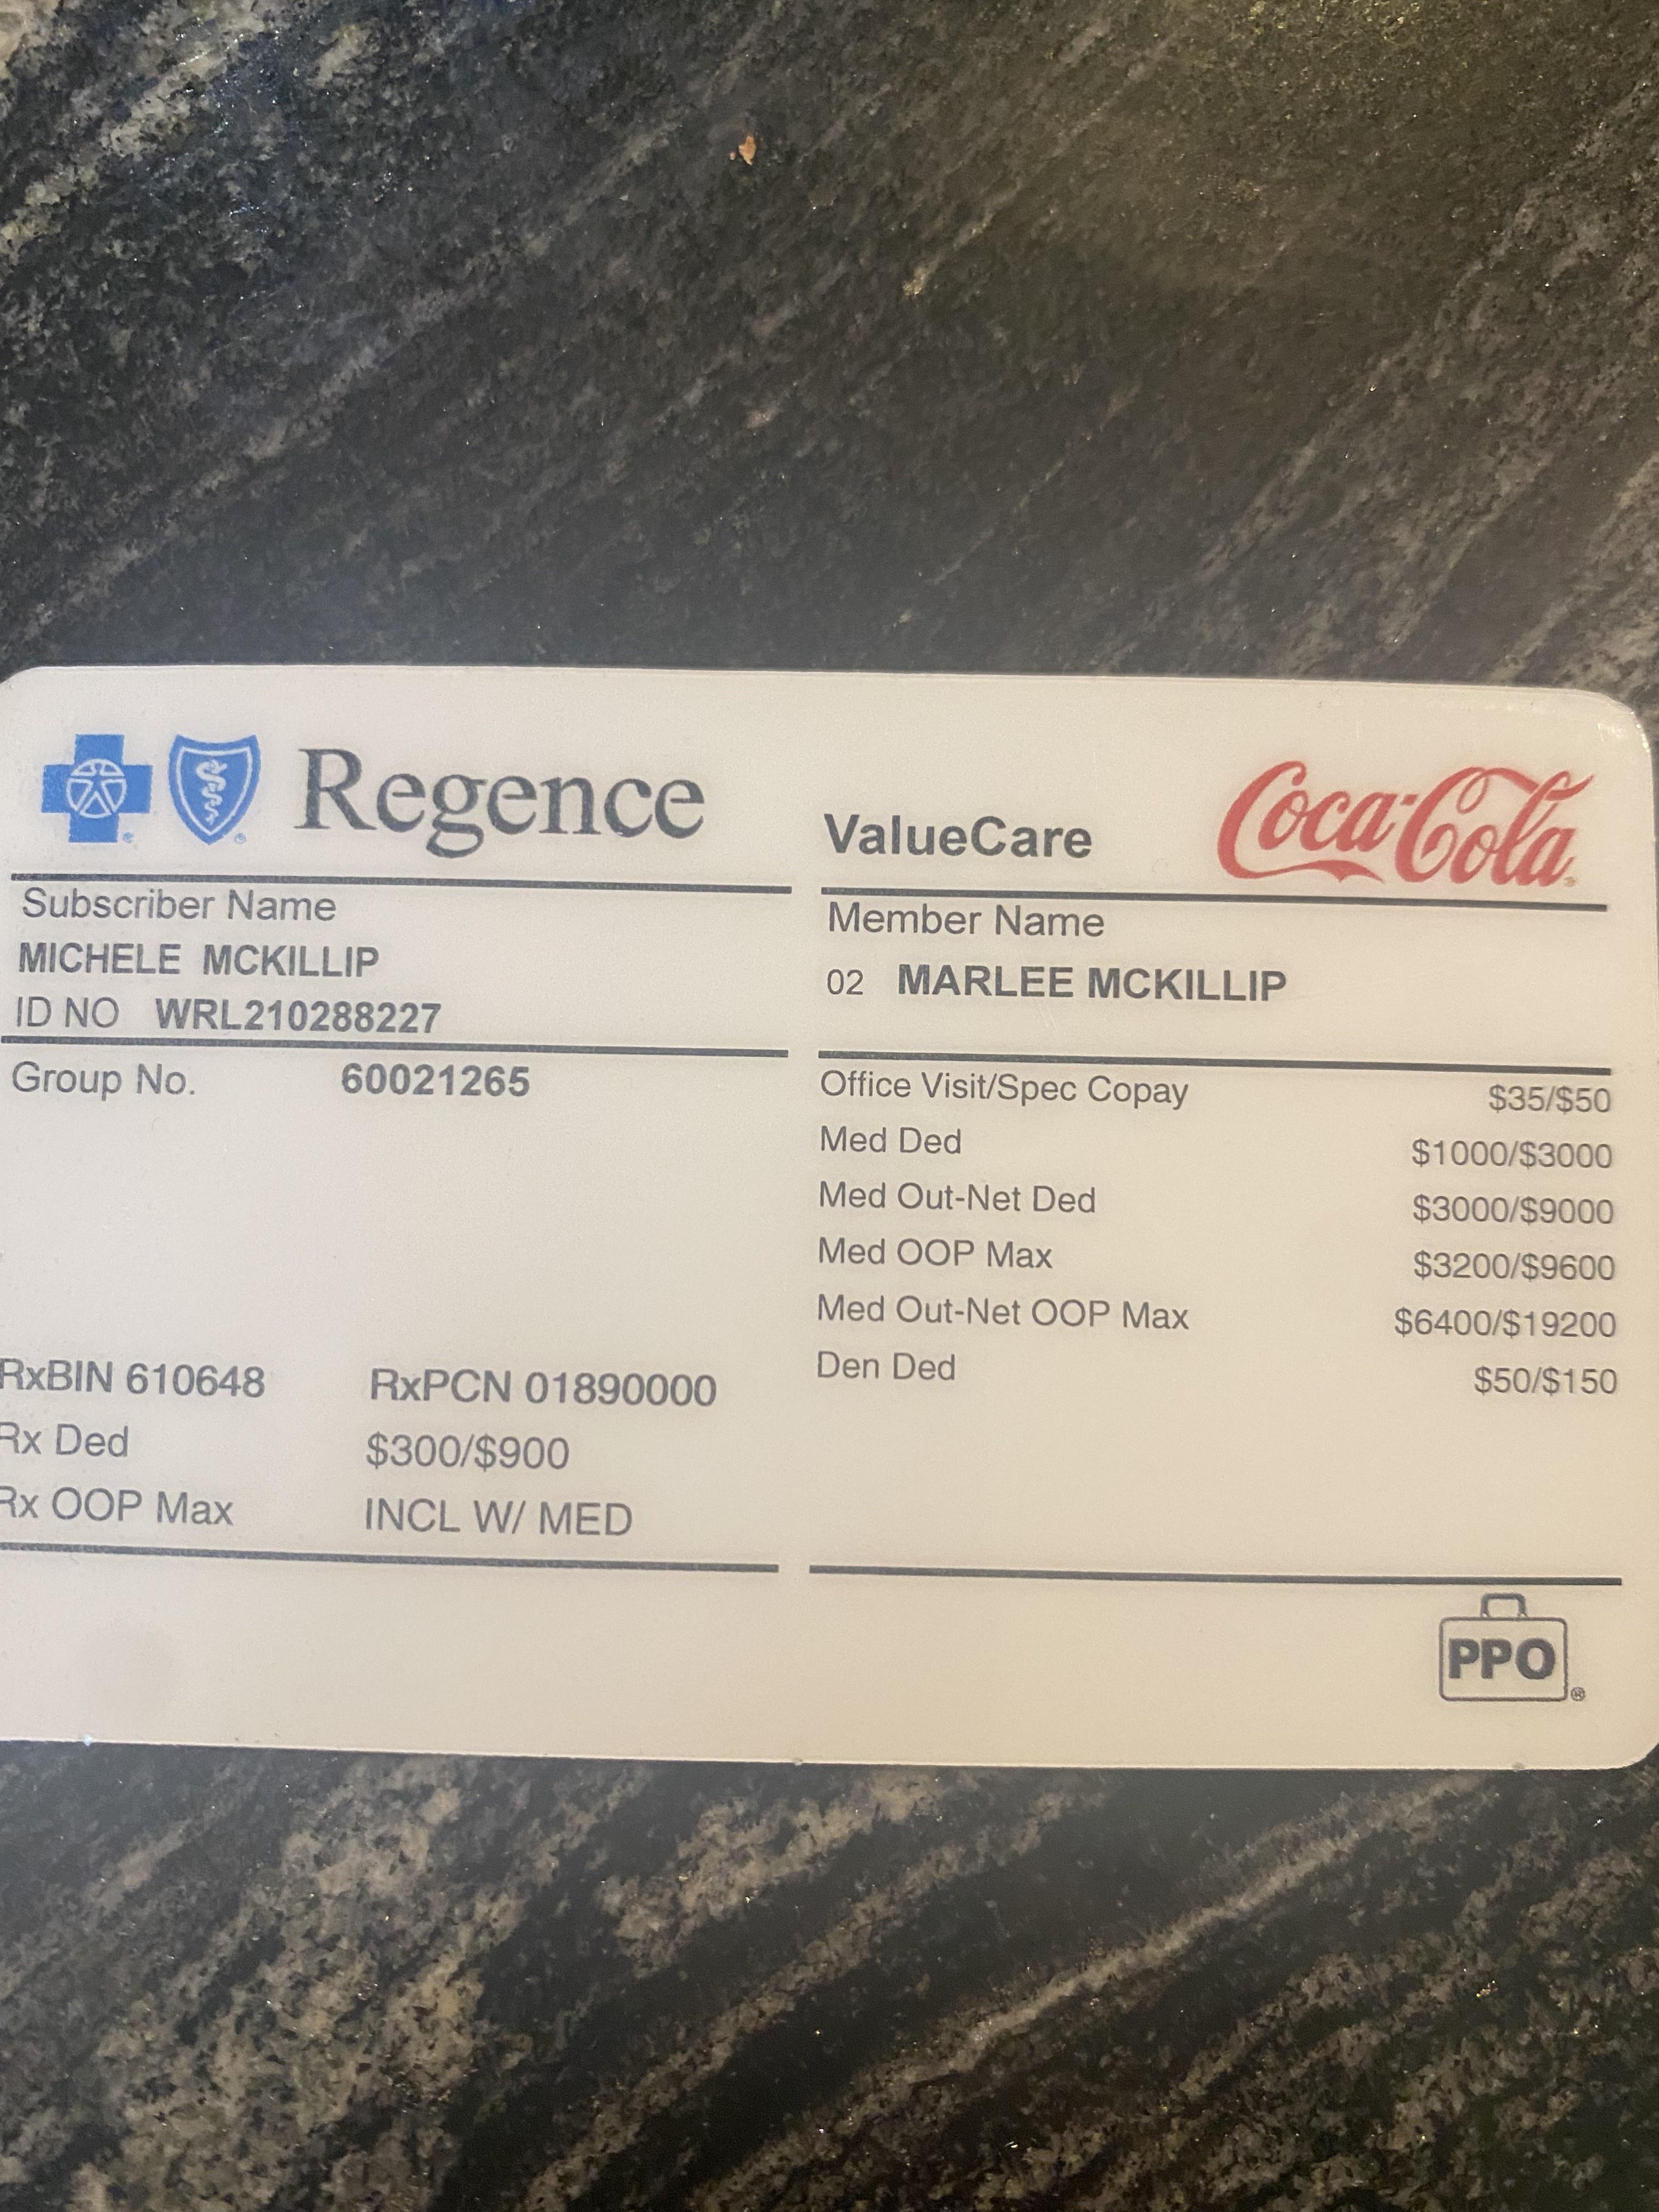 Regence
ValueCare
Coca-Cola
Subscriber Name
MICHELE MCKILLIP
ID NO WRL210288227
Member Name
02 MARLEE MCKILLIP
Group No. 60021265
RxBIN 610648 RxPCN 01890000
Rx Ded $300/$900
Rx OOP Max INCL W/ MED
Office Visit/Spec Copay $35/$50
Med Ded $1000/$3000
Med Out-Net Ded $3000/$9000
Med OOP Max $3200/$9600
Med Out-Net OOP Max $6400/$19200
Den Ded $50/$150
PPO®